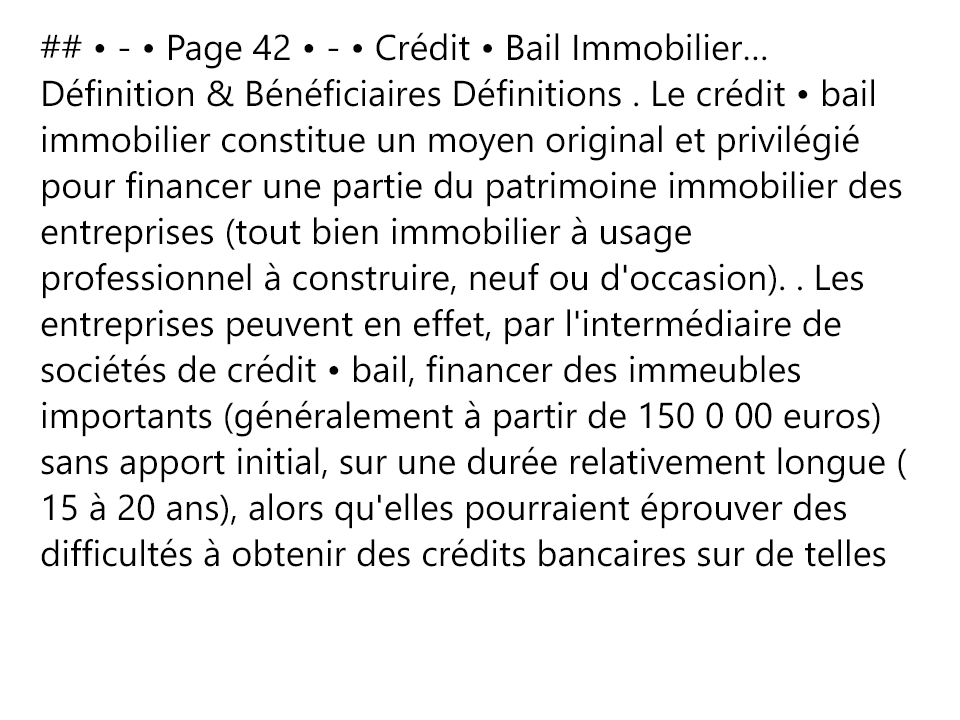 ## • - • Page 42 • - • Crédit • Bail Immobilier...
Définition & Bénéficiaires Définitions . Le crédit • bail
immobilier constitue un moyen original et privilégié
pour financer une partie du patrimoine immobilier des
entreprises (tout bien immobilier à usage
professionnel à construire, neuf ou d'occasion). . Les
entreprises peuvent en effet, par l'intermédiaire de
sociétés de crédit • bail, financer des immeubles
importants (généralement à partir de 150 0 00 euros)
sans apport initial, sur une durée relativement longue (
15 à 20 ans), alors qu'elles pourraient éprouver des
difficultés à obtenir des crédits bancaires sur de telles